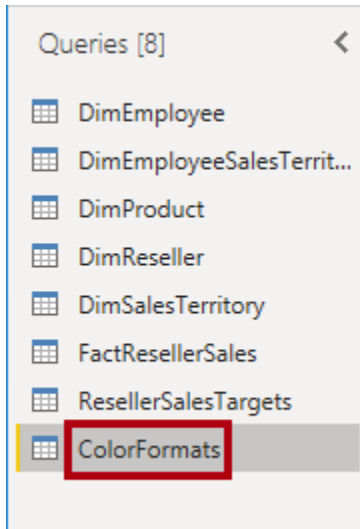 Queries [8]
DimEmployee
DimEmployeeSalesTerrit...
DimProduct
DimReseller
DimSalesTerritory
FactResellerSales
ResellerSalesTargets
ColorFormats